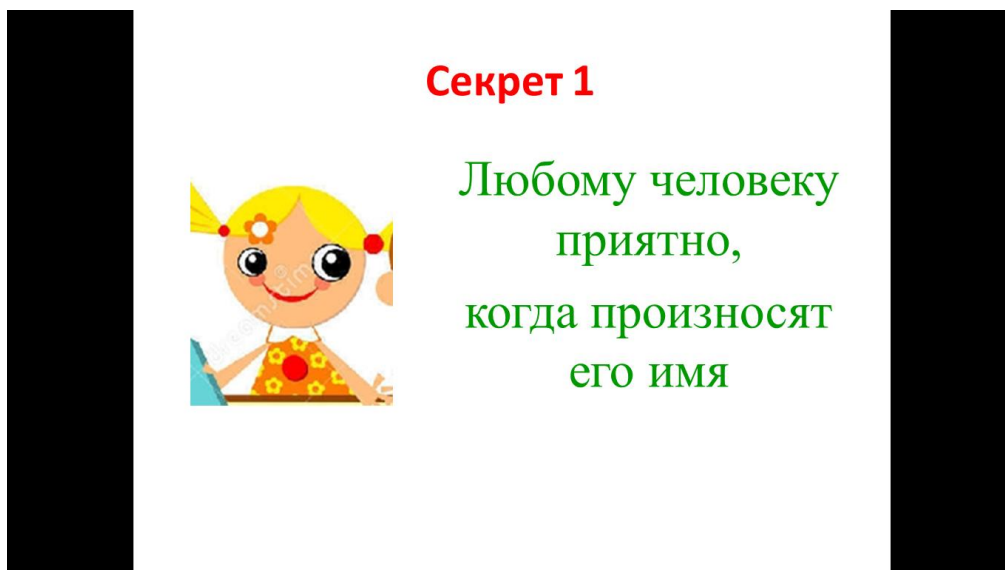 Секрет 1
Любому человеку
приятно,
когда произносят
его имя